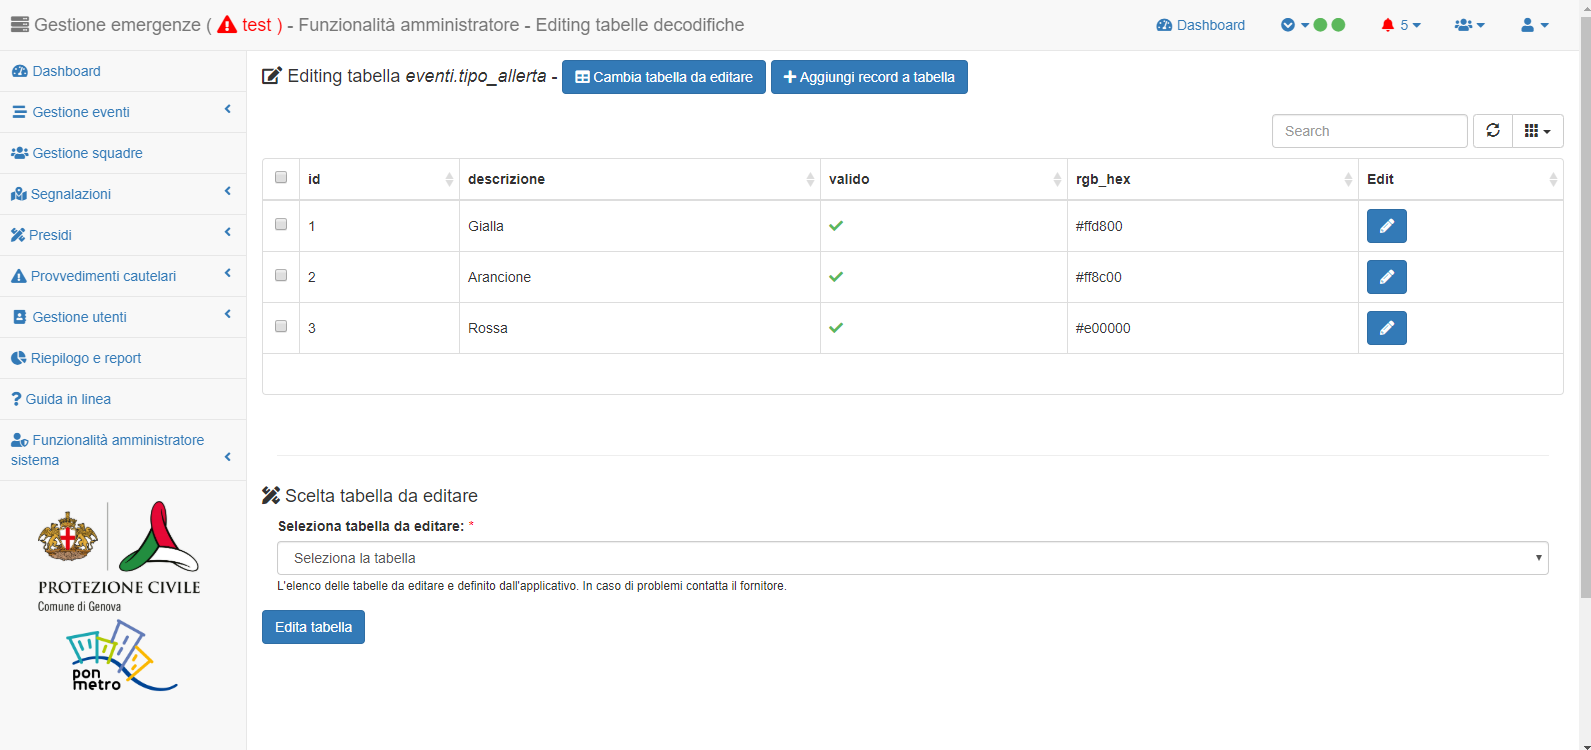 Gestione emergenze ( test ) - Funzionalità amministratore - Editing tabelle decodifiche
Dashboard
5
Dashboard
Gestione eventi
Gestione squadre
Segnalazioni
Presidi
Provvedimenti cautelari
Gestione utenti
Riepilogo e report
Guida in linea
Funzionalità amministratore
sistema
PROTEZIONE CIVILE
Comune di Genova
pon
metro
Editing tabella eventi.tipo_allerta - Cambia tabella da editare Aggiungi record a tabella
Search
id descrizione valido rgb_hex Edit
1 Gialla #ffd800
2 Arancione #ff8c00
3 Rossa #e00000
Scelta tabella da editare
Seleziona tabella da editare: *
Seleziona la tabella
L'elenco delle tabelle da editare e definito dall'applicativo. In caso di problemi contatta il fornitore.
Edita tabella